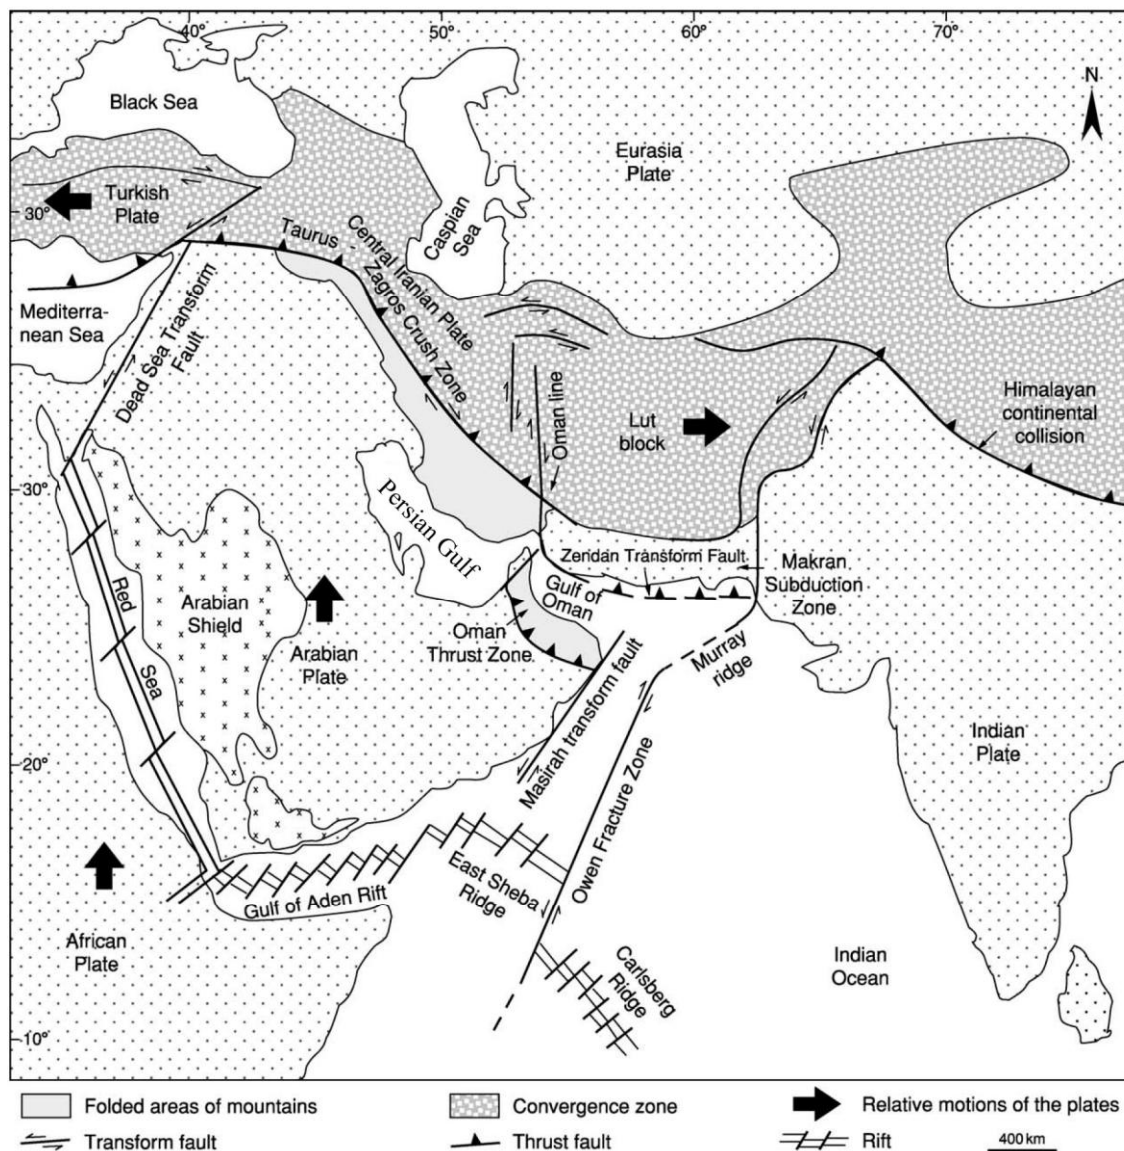 40°
50°
60°
70°
N
Black Sea
Eurasia
Plate
Turkish
Plate
30°
Caspian
Sea
Taurus -
Zagros Crush Zone
Central Iranian Plate
Mediterra-
nean Sea
Dead Sea Transform
Fault
Oman line
Lut
block
Himalayan
continental
collision
30°
Persian Gulf
Zendan Transform Fault
Makran
Subduction
Zone
Gulf of
Oman
Red
Sea
Arabian
Shield
Arabian
Plate
Oman
Thrust Zone
Murray
ridge
Masirah transform fault
Indian
Plate
20°
Owen Fracture Zone
East Sheba
Ridge
Gulf of Aden Rift
African
Plate
Carlsberg
Ridge
Indian
Ocean
10°
Folded areas of mountains
Convergence zone
Relative motions of the plates
Transform fault
Thrust fault
Rift
400 km